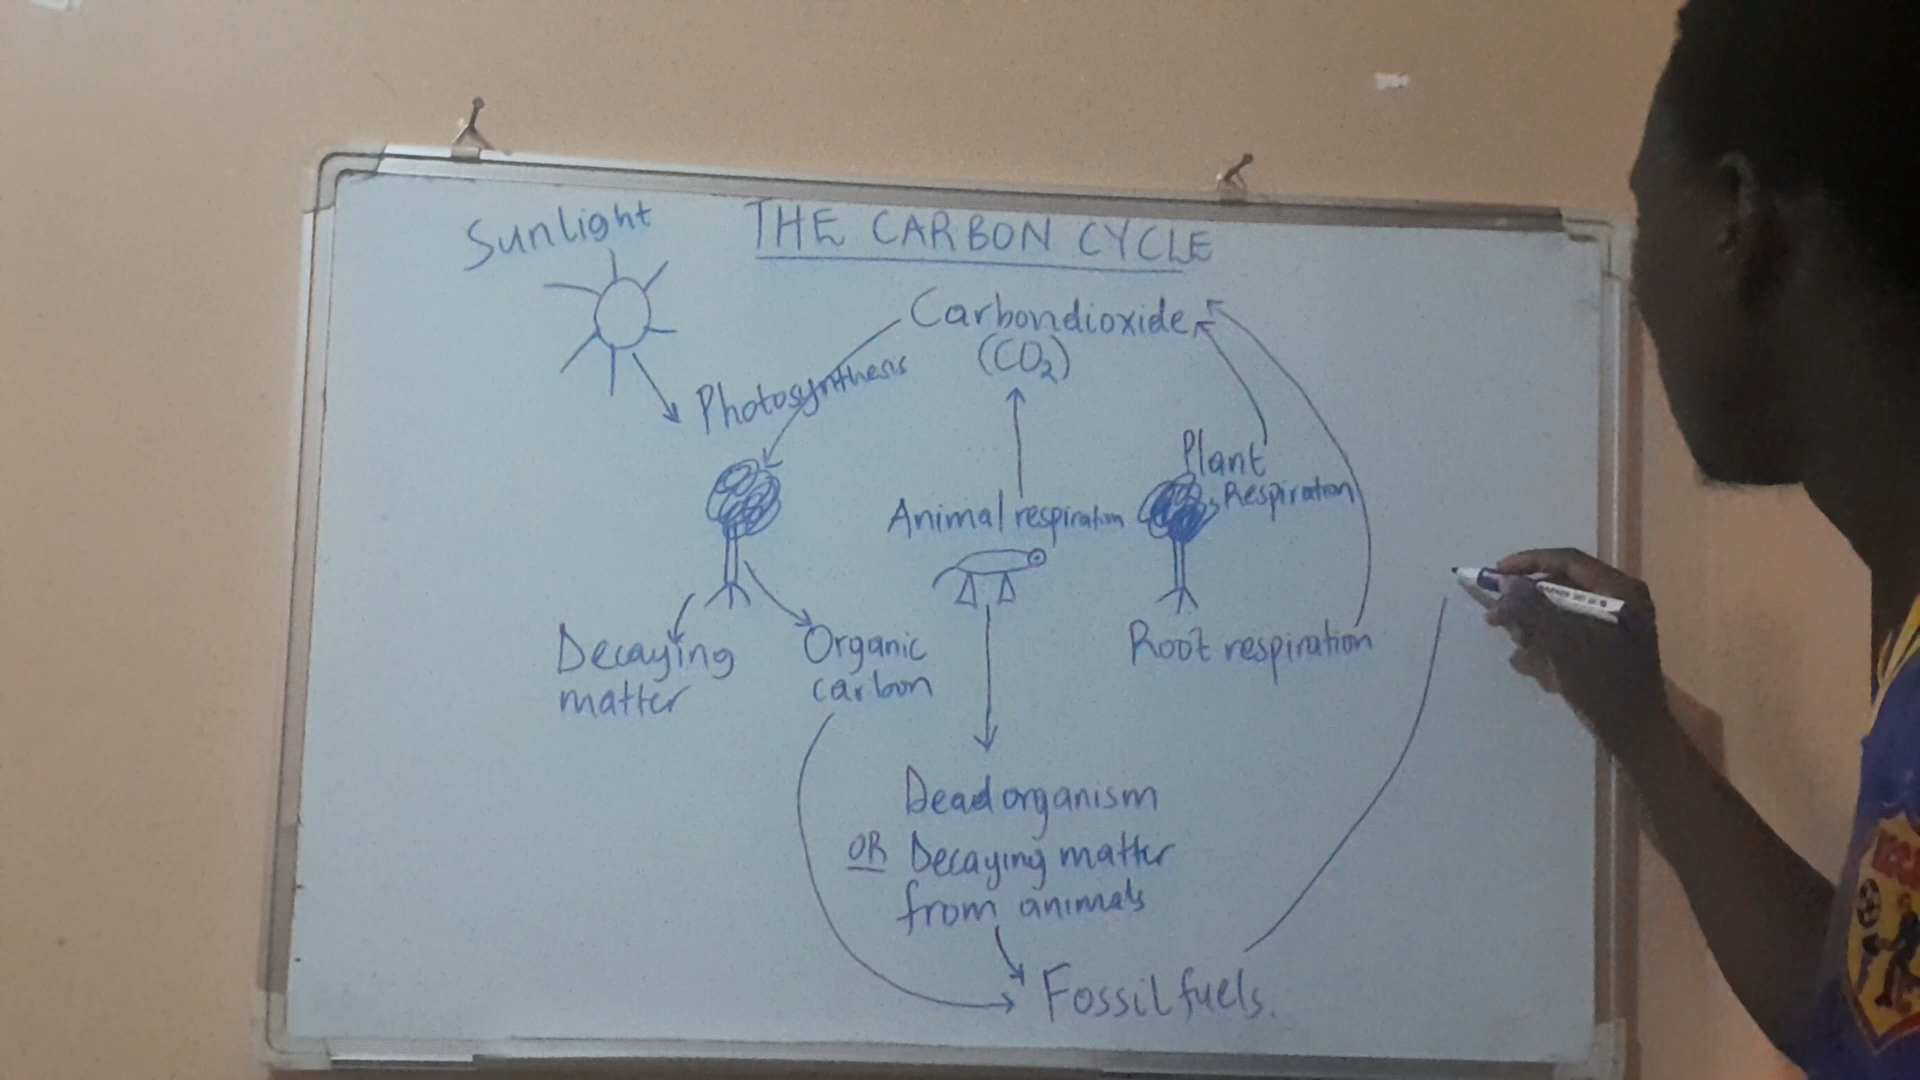 Sunlight
THE CARBON CYCLE
Carbondioxide
(CO₂)
Photosynthesis
Plant
Respiration
Animal respiration
Decaying
matter
Organic
carbon
Root respiration
Dead organism
OR Decaying matter
from animals
Fossil fuels.